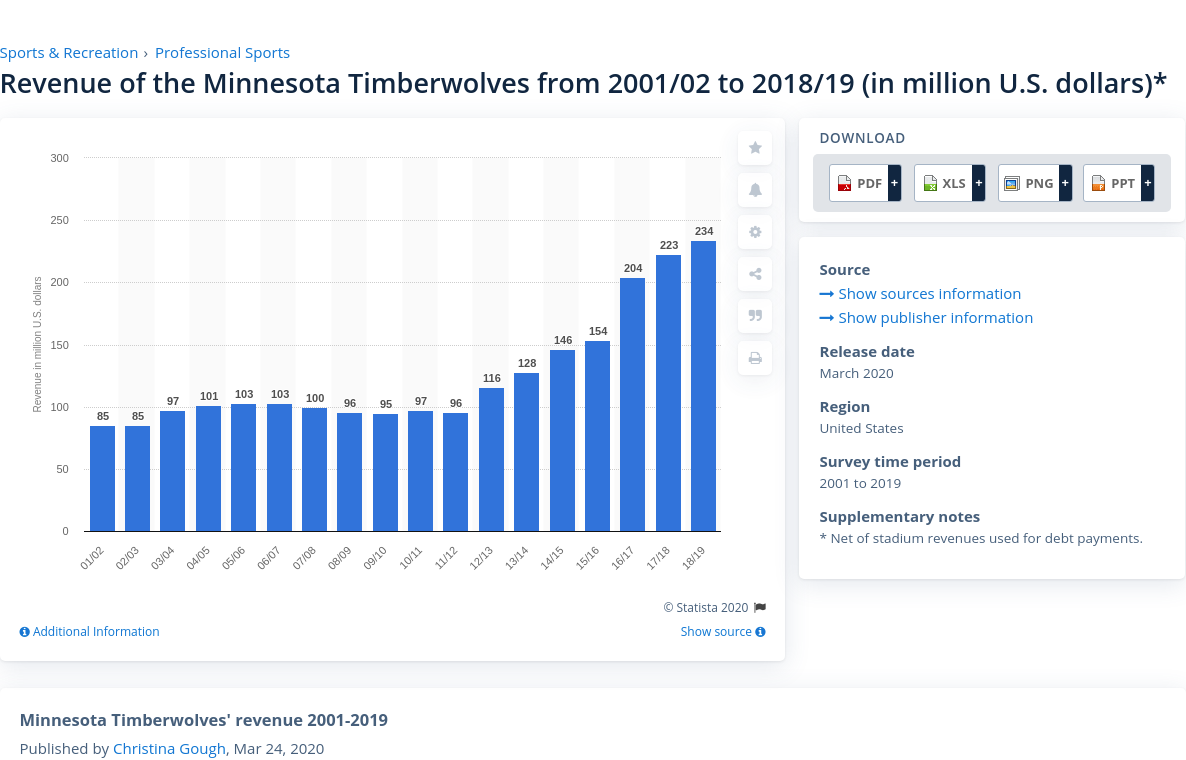 Sports & Recreation › Professional Sports
Revenue of the Minnesota Timberwolves from 2001/02 to 2018/19 (in million U.S. dollars)*
Revenue in million U.S. dollars
300
250
200
150
100
50
0
85
85
97
101
103
103
100
96
95
97
96
116
128
146
154
204
223
234
01/02
02/03
03/04
04/05
05/06
06/07
07/08
08/09
09/10
10/11
11/12
12/13
13/14
14/15
15/16
16/17
17/18
18/19
© Statista 2020
Additional Information
Show source
DOWNLOAD
PDF +
XLS +
PNG +
PPT +
Source
Show sources information
Show publisher information
Release date
March 2020
Region
United States
Survey time period
2001 to 2019
Supplementary notes
* Net of stadium revenues used for debt payments.
Minnesota Timberwolves' revenue 2001-2019
Published by Christina Gough, Mar 24, 2020